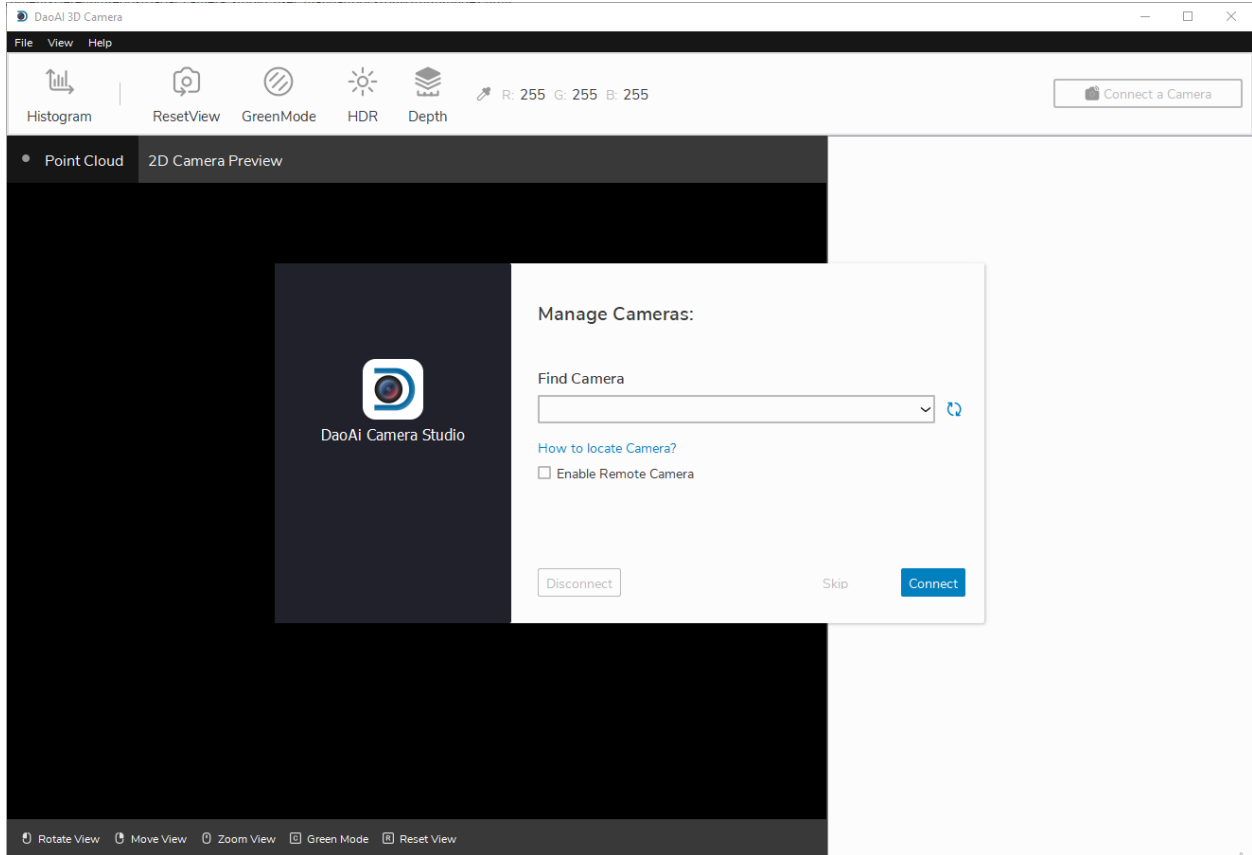 DaoAI 3D Camera
File View Help
Histogram ResetView GreenMode HDR Depth R: 255 G: 255 B: 255 Connect a Camera
Point Cloud 2D Camera Preview
Manage Cameras:
Find Camera
DaoAi Camera Studio
How to locate Camera?
Enable Remote Camera
Disconnect Skip Connect
Rotate View Move View Zoom View C Green Mode R Reset View